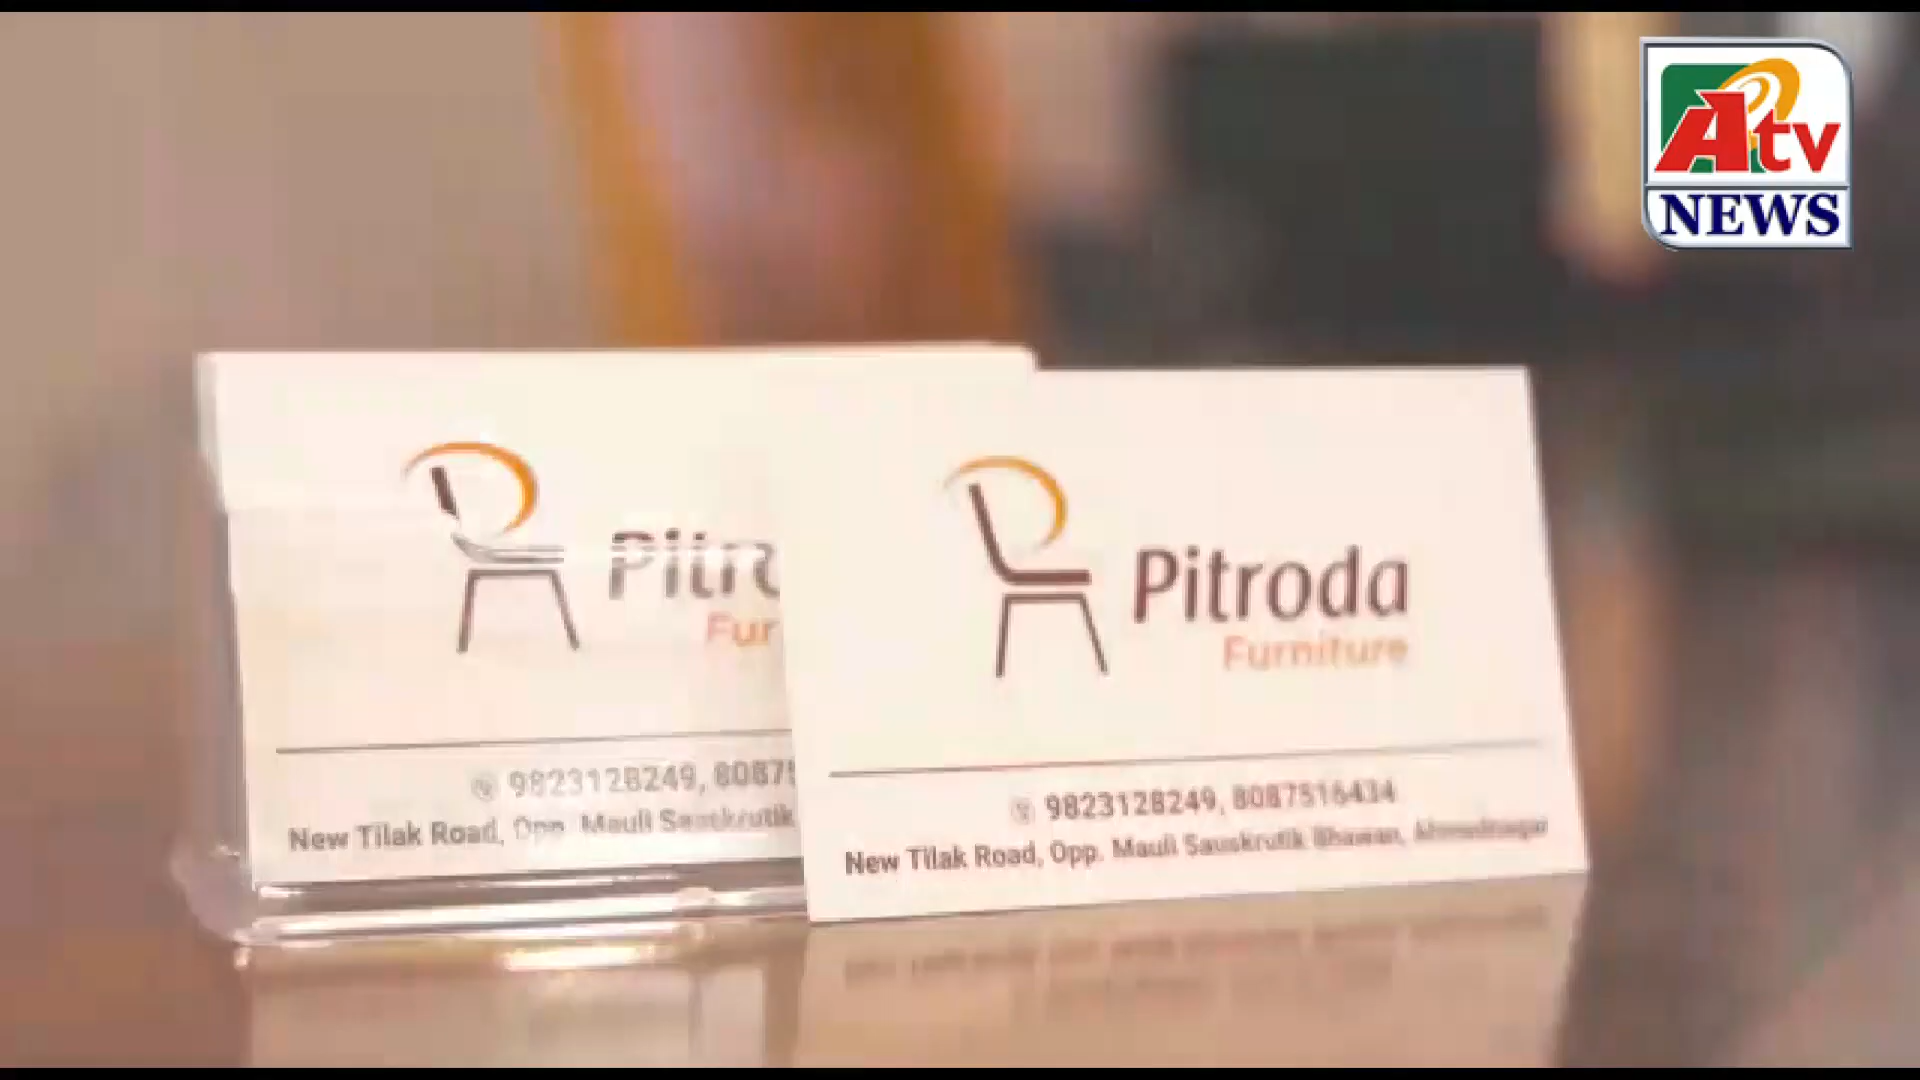 Atv
NEWS
Pitr
Fur
9823128249, 8087
New Tilak Road, Opp. Mauli Sauskrutik
Pitroda
Furniture
9823128249, 8087516434
New Tilak Road, Opp. Mauli Sauskrutik Bhawan, Ahmadnagar